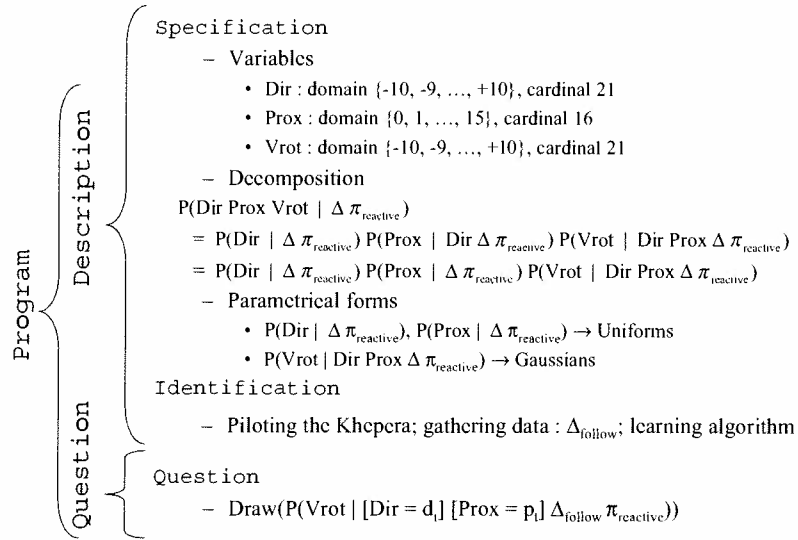 Specification
– Variables
• Dir : domain {-10, -9, ..., +10}, cardinal 21
• Prox : domain {0, 1, ..., 15}, cardinal 16
• Vrot : domain {-10, -9, ..., +10}, cardinal 21
– Decomposition
P(Dir Prox Vrot | Δ π_reactive)
= P(Dir | Δ π_reactive) P(Prox | Dir Δ π_reactive) P(Vrot | Dir Prox Δ π_reactive)
= P(Dir | Δ π_reactive) P(Prox | Δ π_reactive) P(Vrot | Dir Prox Δ π_reactive)
– Parametrical forms
• P(Dir | Δ π_reactive), P(Prox | Δ π_reactive) → Uniforms
• P(Vrot | Dir Prox Δ π_reactive) → Gaussians
Identification
– Piloting the Khepera; gathering data : Δ_follow; learning algorithm
Question
– Draw(P(Vrot | [Dir = d_t] [Prox = p_t] Δ_follow π_reactive))
Program
Description
Question